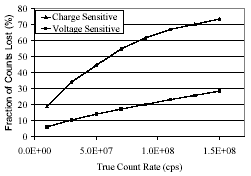 Fraction of Counts Lost (%)
80
70
60
50
40
30
20
10
0
Charge Sensitive
Voltage Sensitive
0.0E+00 5.0E+07 1.0E+08 1.5E+08
True Count Rate (cps)